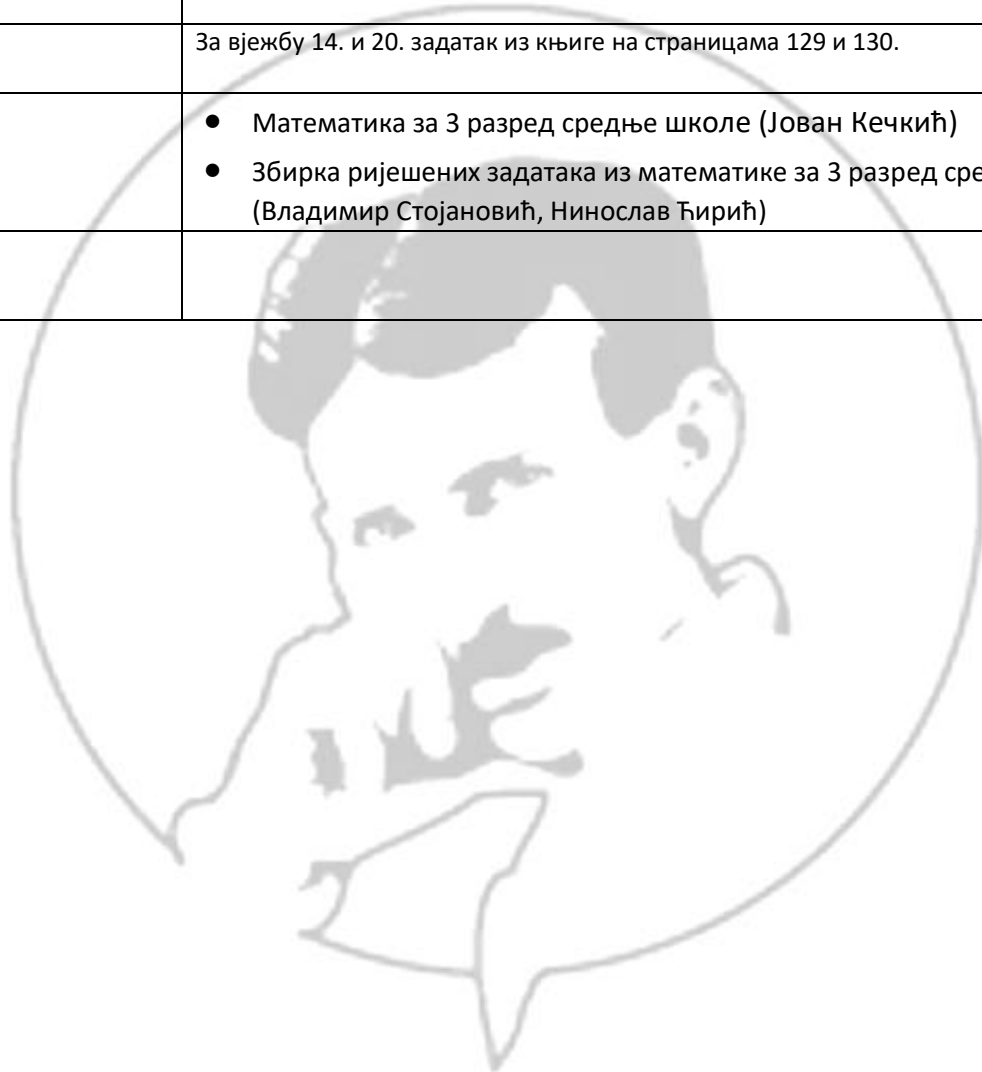 За вјежбу 14. и 20. задатак из књиге на страницама 129 и 130.
● Математика за 3 разред средње школе (Јован Кечкић)
● Збирка ријешених задатака из математике за 3 разред сре
(Владимир Стојановић, Нинослав Ћирић)